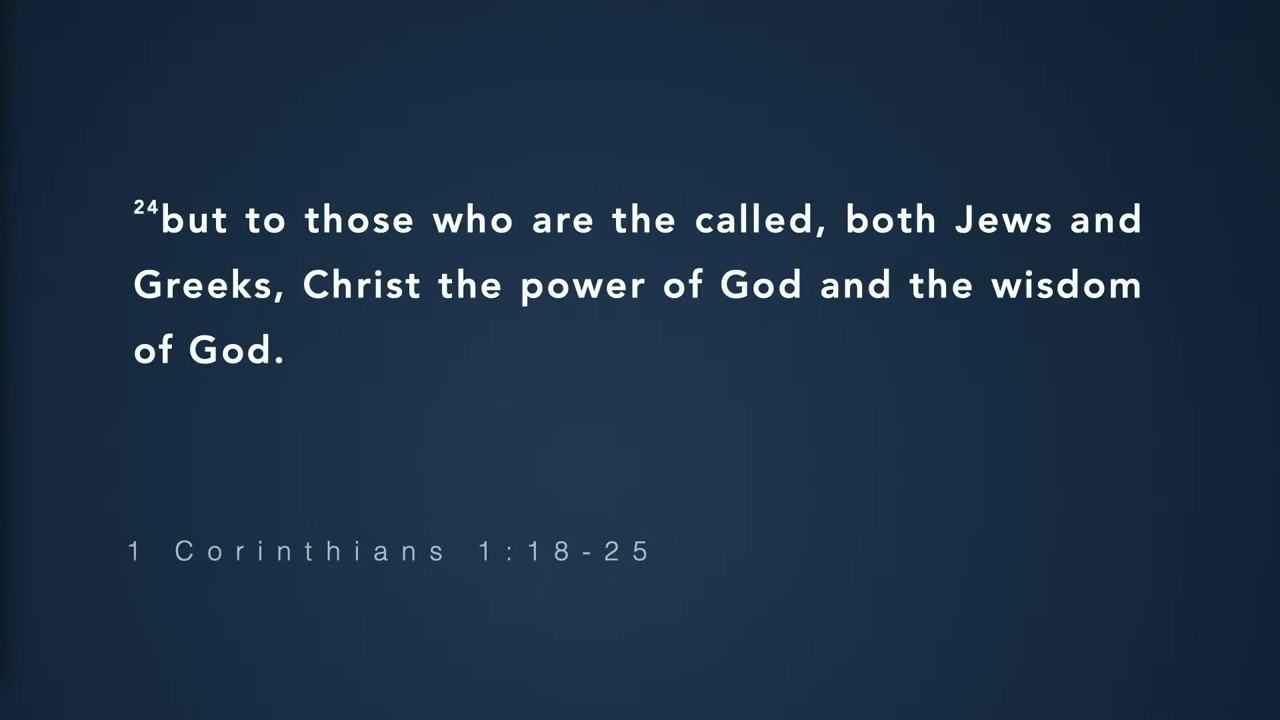 24but to those who are the called, both Jews and
Greeks, Christ the power of God and the wisdom
of God.
1 Corinthians 1:18-25